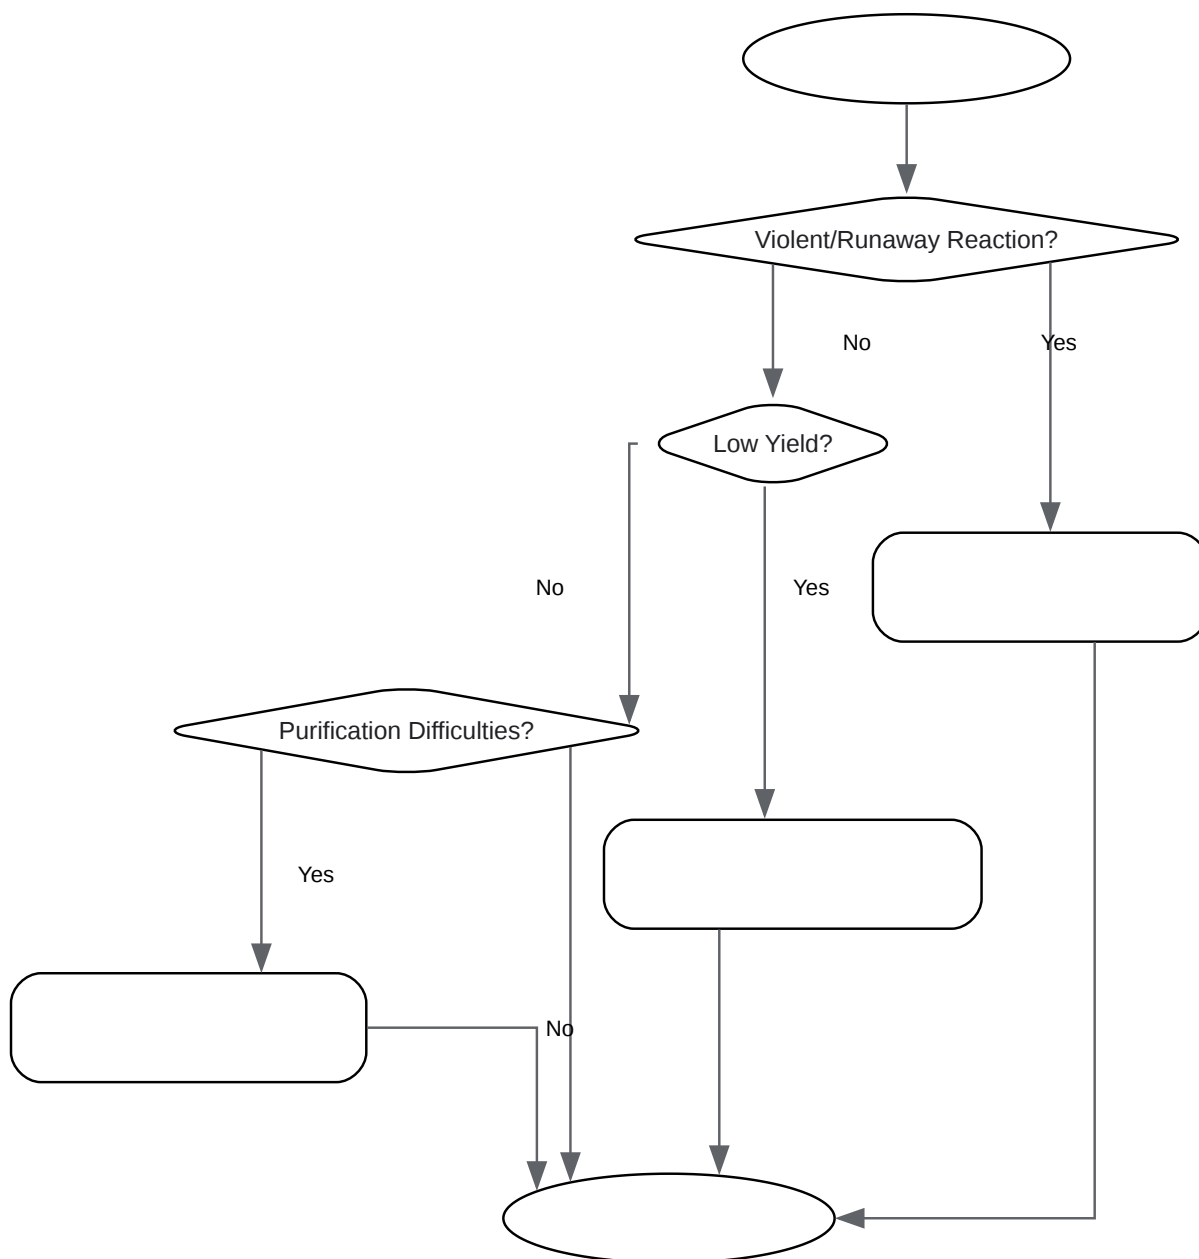 Violent/Runaway Reaction?
No
Yes
Low Yield?
No
Yes
Purification Difficulties?
Yes
No